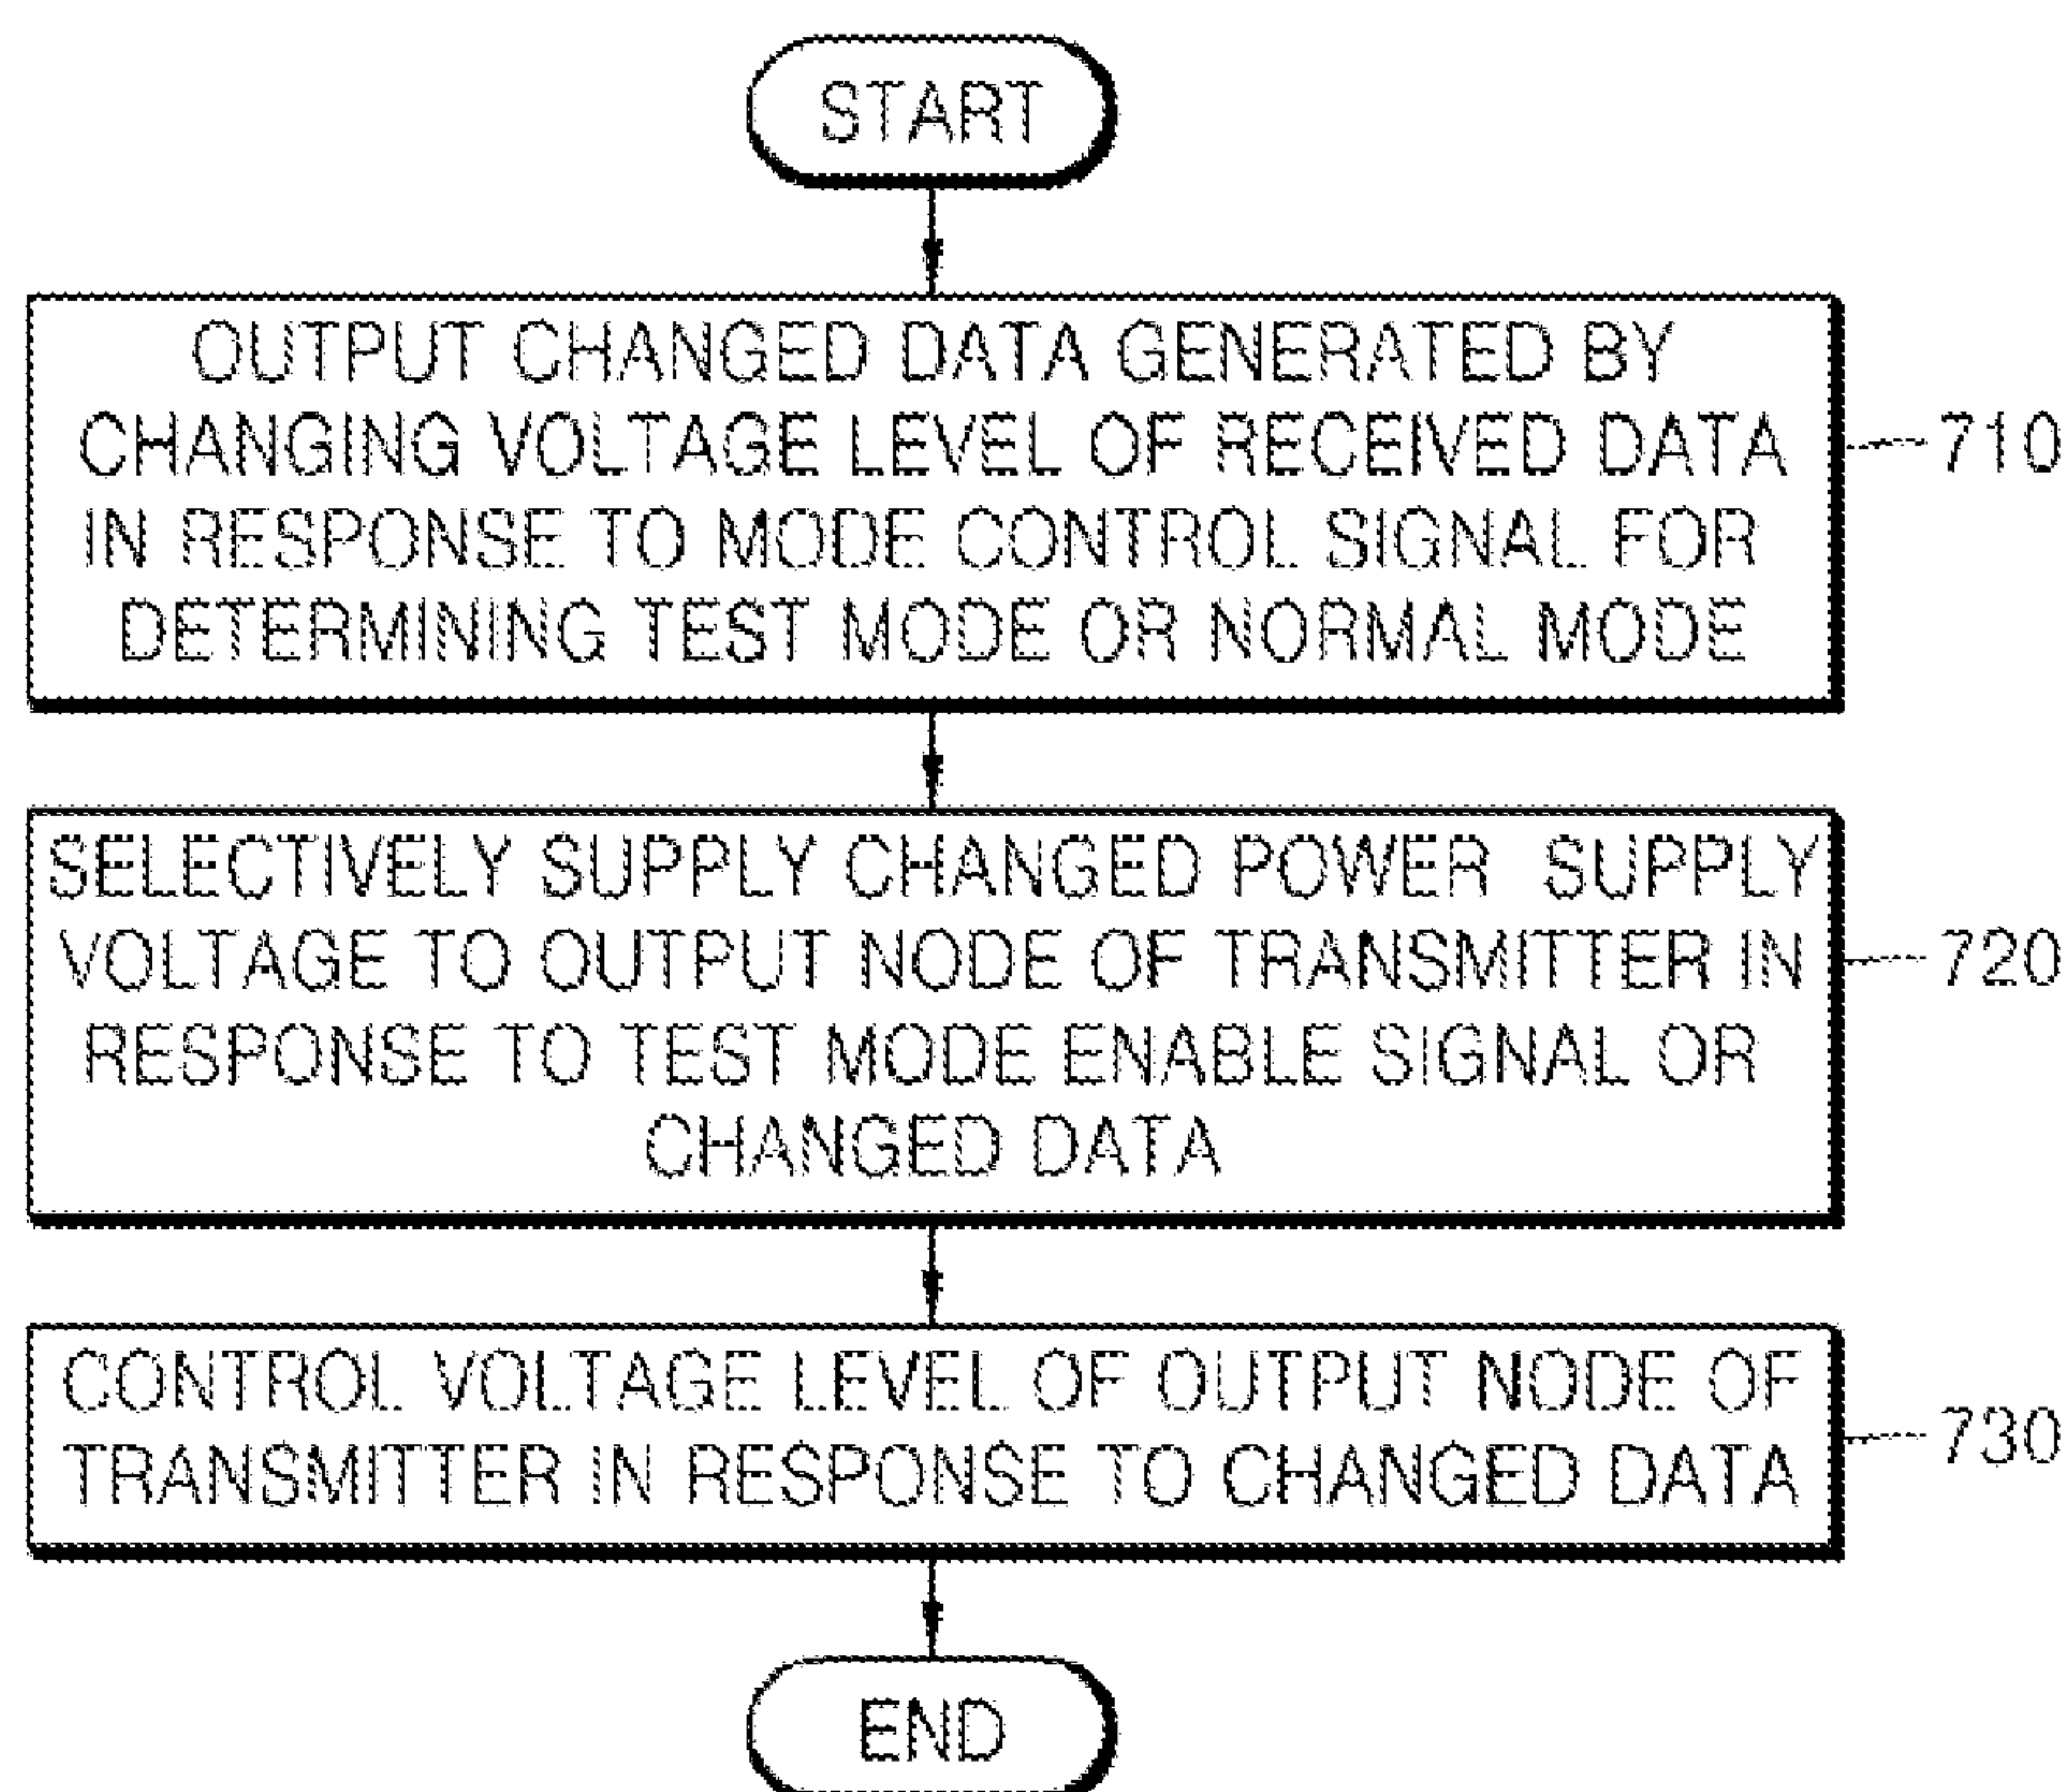 START
OUTPUT CHANGED DATA GENERATED BY
CHANGING VOLTAGE LEVEL OF RECEIVED DATA
IN RESPONSE TO MODE CONTROL SIGNAL FOR
DETERMINING TEST MODE OR NORMAL MODE
710
SELECTIVELY SUPPLY CHANGED POWER SUPPLY
VOLTAGE TO OUTPUT NODE OF TRANSMITTER IN
RESPONSE TO TEST MODE ENABLE SIGNAL OR
CHANGED DATA
720
CONTROL VOLTAGE LEVEL OF OUTPUT NODE OF
TRANSMITTER IN RESPONSE TO CHANGED DATA
730
END